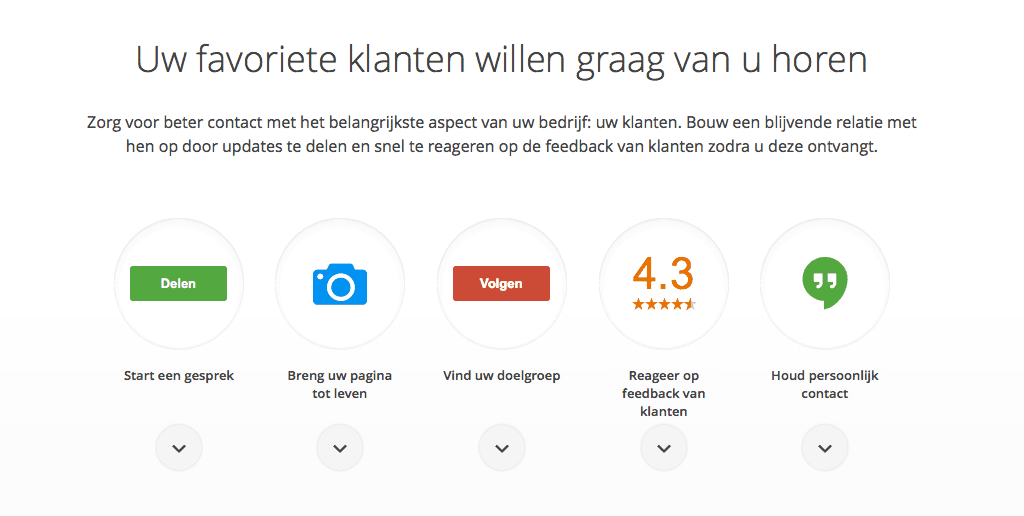 Uw favoriete klanten willen graag van u horen
Zorg voor beter contact met het belangrijkste aspect van uw bedrijf: uw klanten. Bouw een blijvende relatie met
hen op door updates te delen en snel te reageren op de feedback van klanten zodra u deze ontvangt.
Delen
Volgen
4.3
Start een gesprek
Breng uw pagina
tot leven
Vind uw doelgroep
Reageer op
feedback van
klanten
Houd persoonlijk
contact